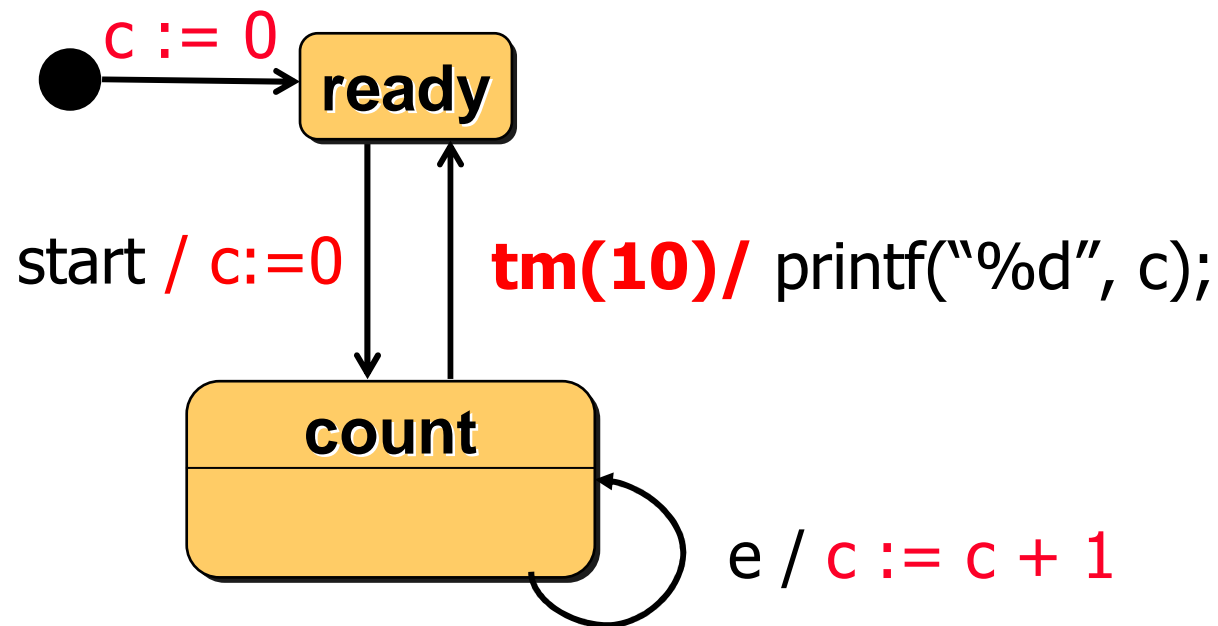 c := 0
ready
start / c:=0
tm(10)/ printf(“%d”, c);
count
e / c := c + 1